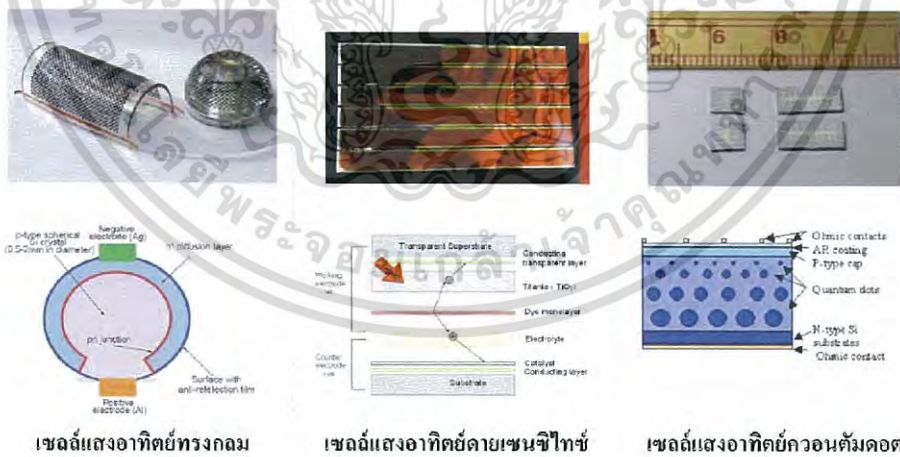 6
p-type spherical
Si crystal
(0.5-2mm in diameter)
Negative
electrode (Ag)
n⁺ diffusion layer
pn junction
Surface with
anti-refelection film
Positive
electrode (Al)
เซลล์แสงอาทิตย์ทรงกลม
Transparent Superstrate
Conducting
transparent layer
Working
electrode
Titania (TiO₂)
Dye monolayer
Electrolyte
Counter
electrode
Catalyst
Conducting layer
Substrate
เซลล์แสงอาทิตย์ดายเซนซิไทซ์
Ohmic contacts
AR coating
P-type cap
Quantum dots
N-type Si
substrates
Ohmic contact
เซลล์แสงอาทิตย์ควอนตัมดอต